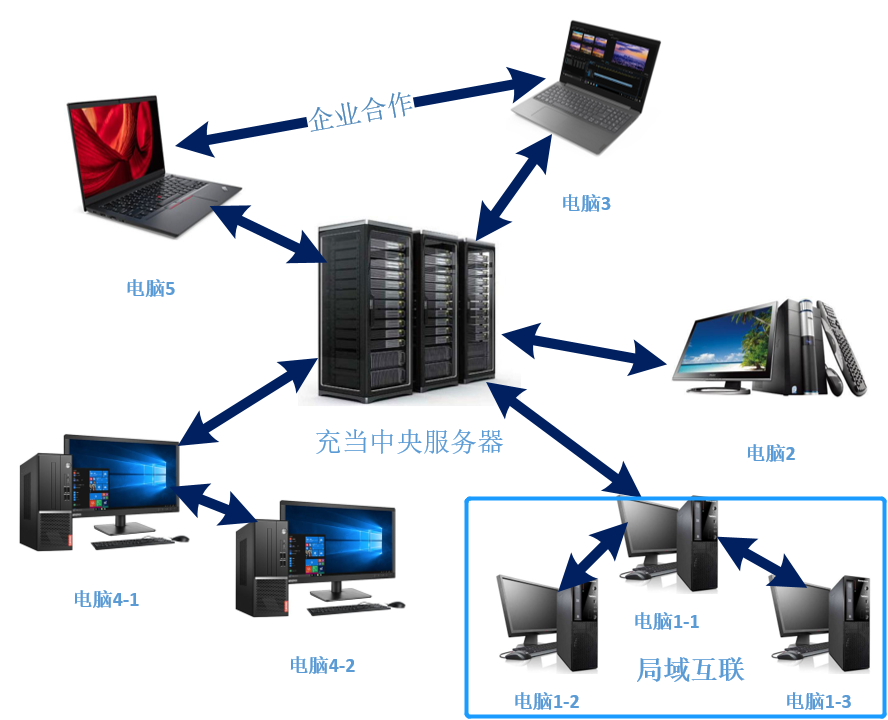 企业合作
电脑3
电脑5
充当中央服务器
电脑2
电脑4-1
电脑1-1
电脑4-2
局域互联
电脑1-2
电脑1-3